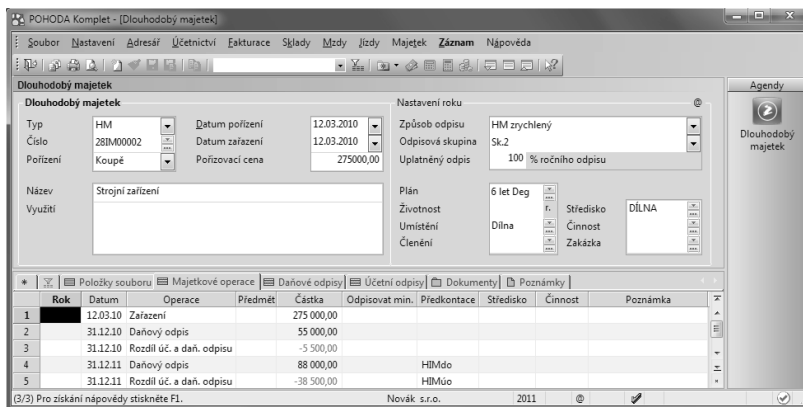 POHODA Komplet - [Dlouhodobý majetek]
Soubor Nastavení Adresář Účetnictví Fakturace Sklady Mzdy Jízdy Majetek Záznam Nápověda
Dlouhodobý majetek
Agendy
Dlouhodobý majetek
Nastavení roku @
Typ HM Datum pořízení 12.03.2010 Způsob odpisu HM zrychlený
Číslo 28IM00002 Datum zařazení 12.03.2010 Odpisová skupina Sk.2
Pořízení Koupě Pořizovací cena 275000,00 Uplatněný odpis 100 % ročního odpisu
Dlouhodobý
majetek
Název Strojní zařízení Plán 6 let Deg
Využití Životnost r. Středisko DÍLNA
Umístění Dílna Činnost
Členění Zakázka
* Položky souboru Majetkové operace Daňové odpisy Účetní odpisy Dokumenty Poznámky
Rok Datum Operace Předmět Částka Odpisovat min. Předkontace Středisko Činnost Poznámka
1 12.03.10 Zařazení 275 000,00
2 31.12.10 Daňový odpis 55 000,00
3 31.12.10 Rozdíl úč. a daň. odpisu -5 500,00
4 31.12.11 Daňový odpis 88 000,00 HIMdo
5 31.12.11 Rozdíl úč. a daň. odpisu -38 500,00 HIMúo
(3/3) Pro získání nápovědy stiskněte F1. Novák s.r.o. 2011 @